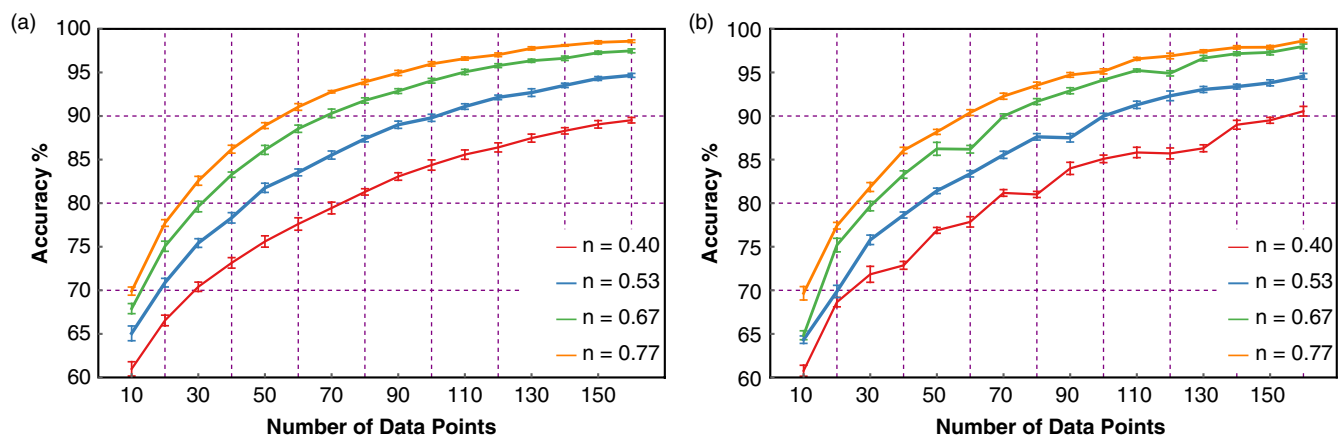 (a)
100
95
90
85
80
75
70
65
60
Accuracy %
10 30 50 70 90 110 130 150
Number of Data Points
n = 0.40
n = 0.53
n = 0.67
n = 0.77
(b)
100
95
90
85
80
75
70
65
60
Accuracy %
10 30 50 70 90 110 130 150
Number of Data Points
n = 0.40
n = 0.53
n = 0.67
n = 0.77